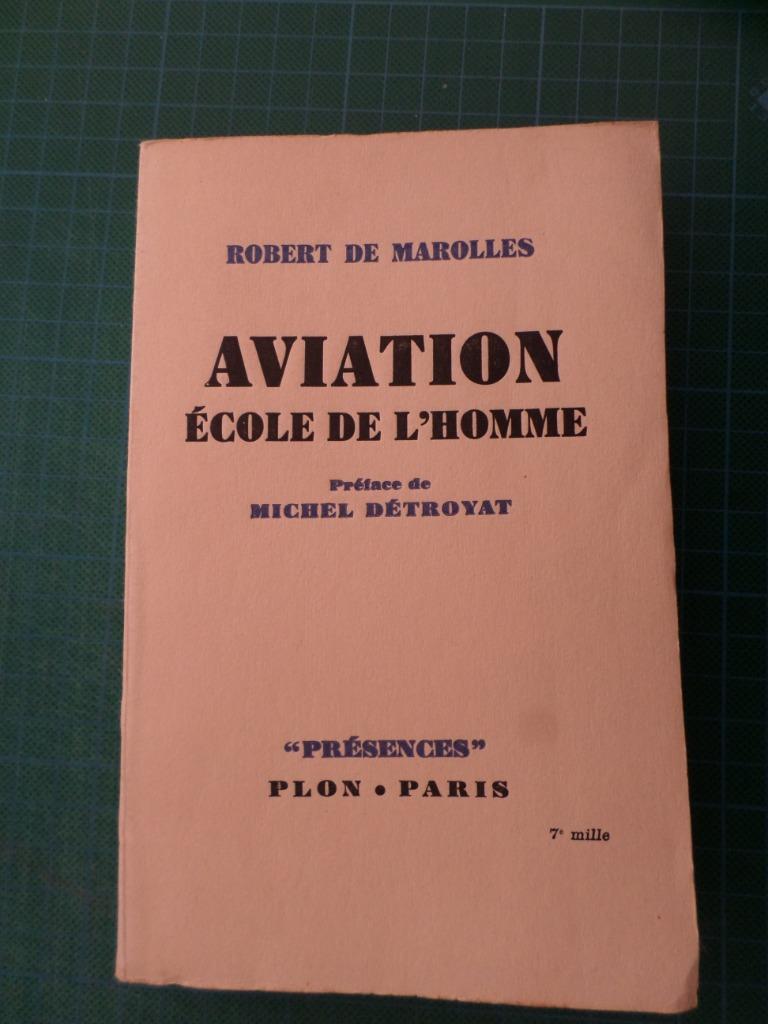 ROBERT DE MAROLLES
AVIATION
ÉCOLE DE L'HOMME
Préface de
MICHEL DÉTROYAT
“PRÉSENCES”
PLON • PARIS
7e mille